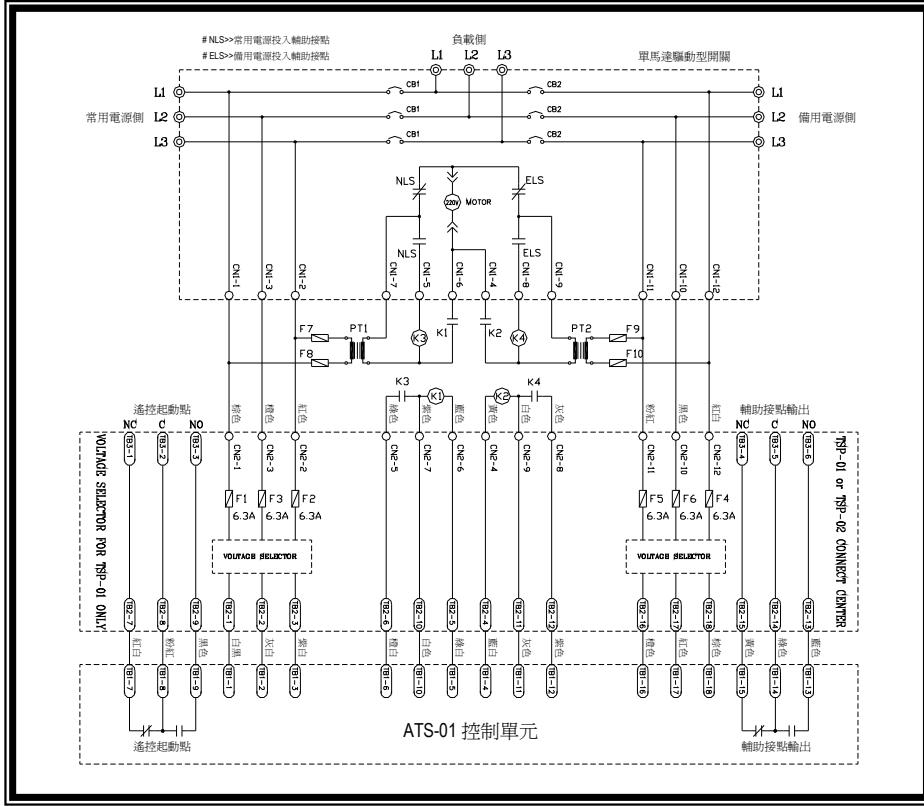 # NLS>>常用電源投入輔助接點
# ELS>>備用電源投入輔助接點
負載側
單馬達驅動型開關
L1 L2 L3
L1 CB1 CB2 L1
常用電源側 L2 CB1 CB2 L2 備用電源側
L3 CB1 CB2 L3
NLS ELS
220V MOTOR
NLS ELS
CN1-1 CN1-3 CN1-2 CN1-7 CN1-5 CN1-6 CN1-4 CN1-8 CN1-9 CN1-11 CN1-10 CN1-12
F7 PT1 K3 K1 K2 K4 PT2 F9
F8 F10
K3 K1 K2 K4
遙控起動點 棕色 橙色 紅色 綠色 紫色 藍色 黃色 白色 灰色 粉紅 黑色 紅白 輔助接點輸出
NC C NO NC C NO
TB3-1 TB3-2 TB3-3 CN2-1 CN2-3 CN2-2 CN2-5 CN2-7 CN2-6 CN2-4 CN2-9 CN2-8 CN2-11 CN2-10 CN2-12 TB3-4 TB3-5 TB3-6
VOLTAGE SELECTOR FOR TSP-01 ONLY
TSP-01 or TSP-02 CONNECT CENTER
F1 F3 F2 F5 F6 F4
6.3A 6.3A 6.3A 6.3A 6.3A 6.3A
VOLTAGE SELECTOR VOLTAGE SELECTOR
TB2-7 TB2-8 TB2-9 TB2-1 TB2-2 TB2-3 TB2-6 TB2-10 TB2-5 TB2-4 TB2-11 TB2-12 TB2-16 TB2-17 TB2-18 TB2-15 TB2-14 TB2-13
紅白 粉紅 黑色 白黑 灰白 紫白 橙白 白色 綠白 藍白 灰色 紫色 橙色 紅色 棕色 黃色 綠色 藍色
TB1-7 TB1-8 TB1-9 TB1-1 TB1-2 TB1-3 TB1-6 TB1-10 TB1-5 TB1-4 TB1-11 TB1-12 TB1-16 TB1-17 TB1-18 TB1-15 TB1-14 TB1-13
ATS-01 控制單元
遙控起動點 輔助接點輸出